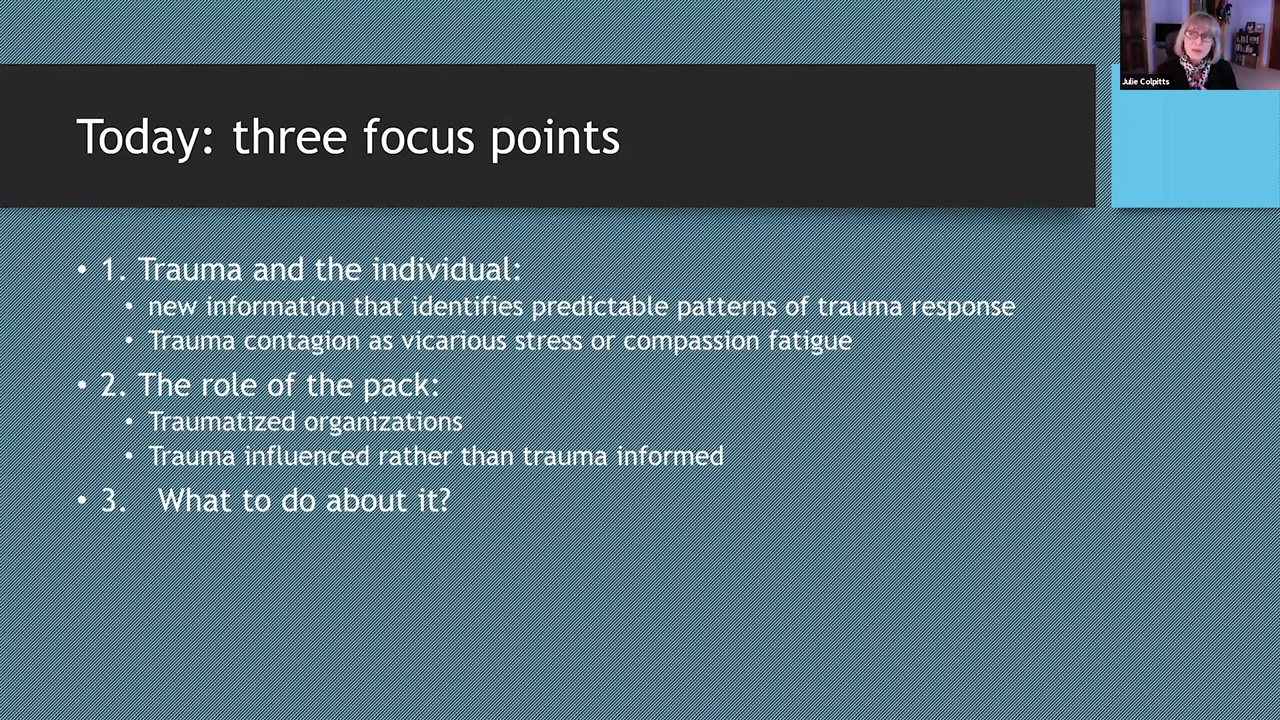 Julie Colpitts
Today: three focus points
• 1. Trauma and the individual:
• new information that identifies predictable patterns of trauma response
• Trauma contagion as vicarious stress or compassion fatigue
• 2. The role of the pack:
• Traumatized organizations
• Trauma influenced rather than trauma informed
• 3. What to do about it?